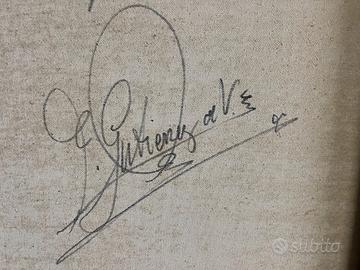 E. Gutierrez de V.
subito